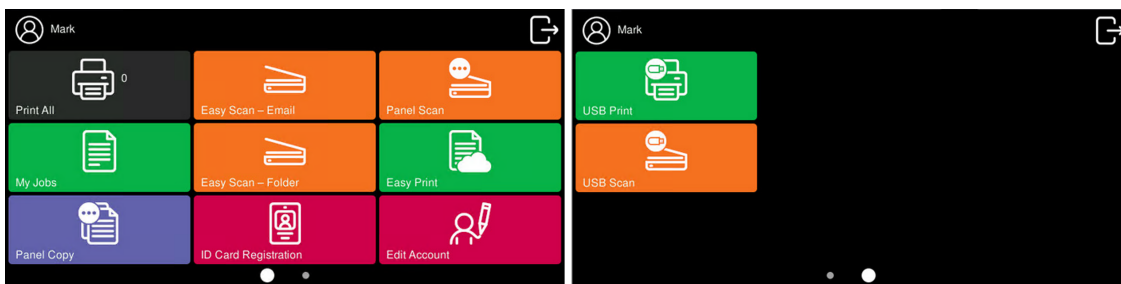 Mark
0
Print All
Easy Scan – Email
Panel Scan
My Jobs
Easy Scan – Folder
Easy Print
Panel Copy
ID Card Registration
Edit Account
Mark
USB Print
USB Scan